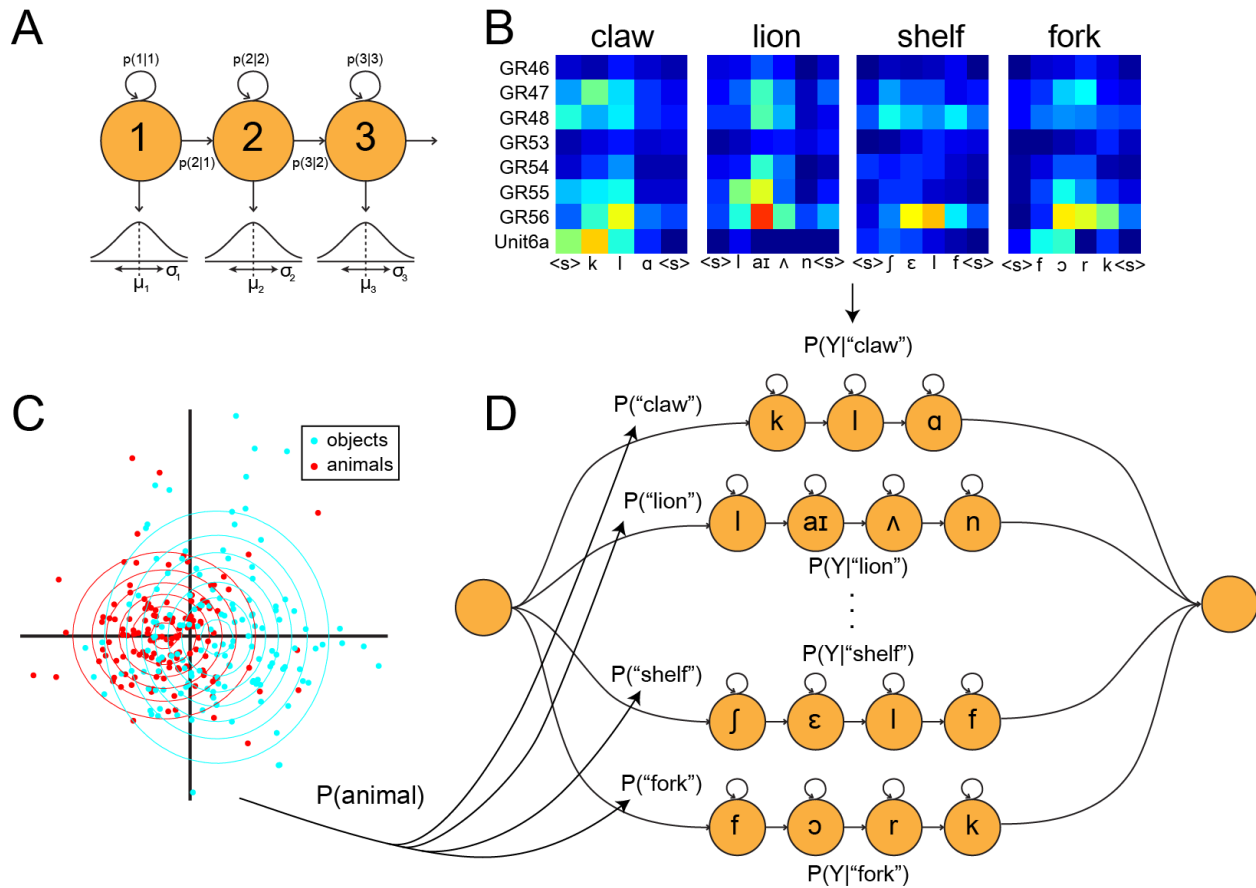 A
p(1|1)
p(2|2)
p(3|3)
1
2
3
p(2|1)
p(3|2)
σ1
σ2
σ3
μ1
μ2
μ3
B
claw
lion
shelf
fork
GR46
GR47
GR48
GR53
GR54
GR55
GR56
Unit6a
<s> k l ɑ <s>
<s> l aɪ ʌ n <s>
<s> ʃ ɛ l f <s>
<s> f ɔ r k <s>
C
objects
animals
P(animal)
D
P(Y|“claw”)
P(“claw”)
k l ɑ
P(“lion”)
l aɪ ʌ n
P(Y|“lion”)
.
.
.
P(Y|“shelf”)
P(“shelf”)
ʃ ɛ l f
P(“fork”)
f ɔ r k
P(Y|“fork”)